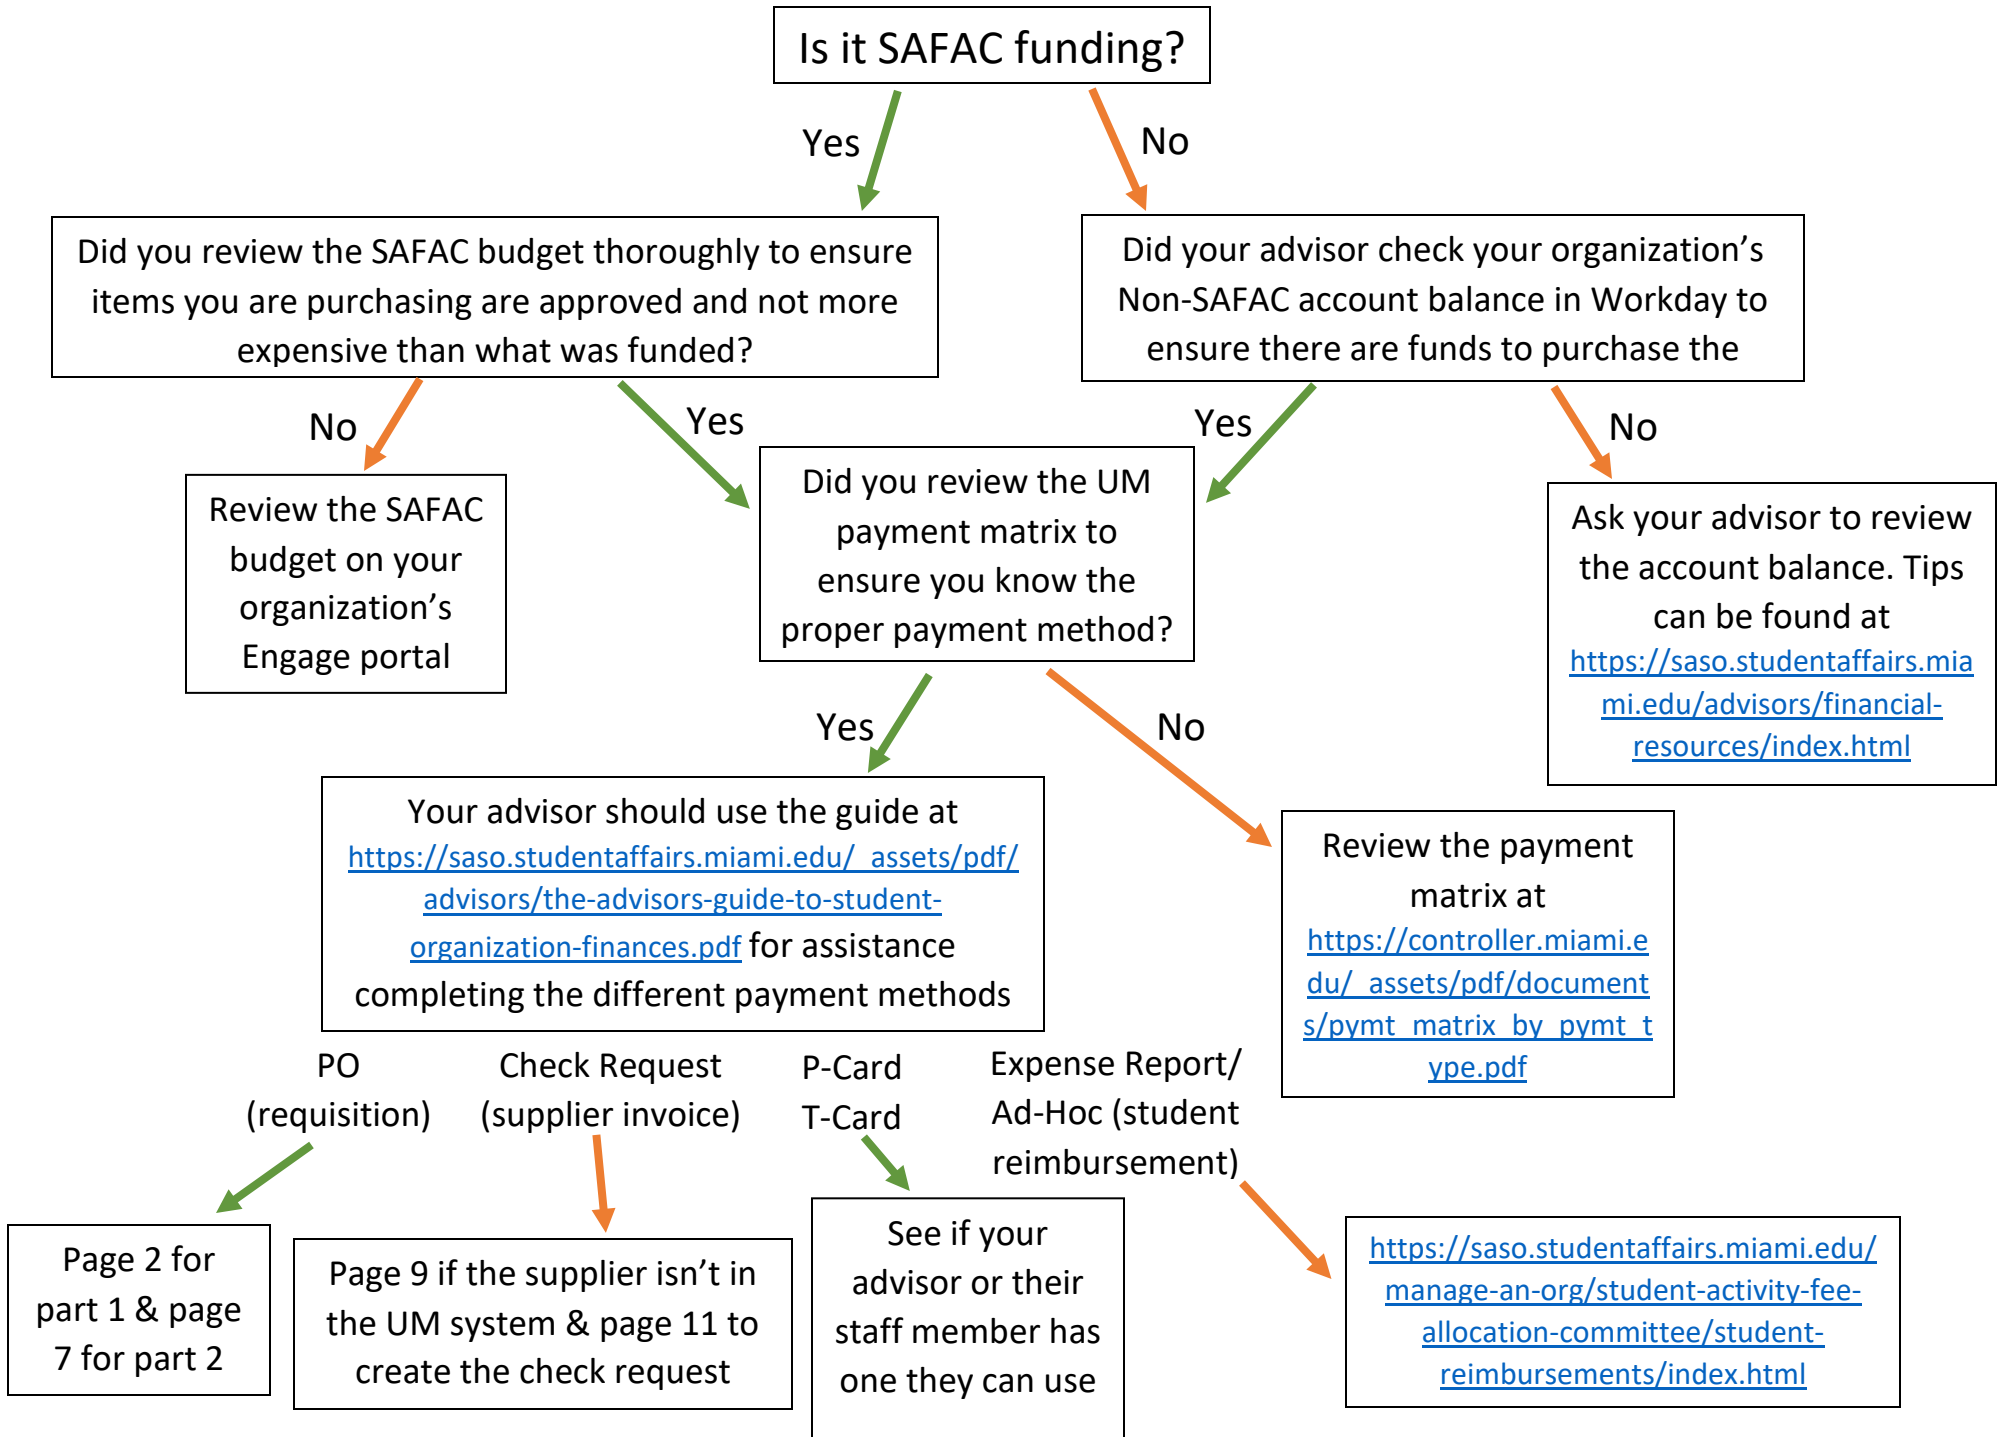 Is it SAFAC funding?
Yes
No
Did you review the SAFAC budget thoroughly to ensure
items you are purchasing are approved and not more
expensive than what was funded?
Did your advisor check your organization’s
Non-SAFAC account balance in Workday to
ensure there are funds to purchase the
No
Yes
Yes
No
Review the SAFAC
budget on your
organization’s
Engage portal
Did you review the UM
payment matrix to
ensure you know the
proper payment method?
Ask your advisor to review
the account balance. Tips
can be found at
https://saso.studentaffairs.mia
mi.edu/advisors/financial-
resources/index.html
Yes
No
Your advisor should use the guide at
https://saso.studentaffairs.miami.edu/_assets/pdf/
advisors/the-advisors-guide-to-student-
organization-finances.pdf for assistance
completing the different payment methods
Review the payment
matrix at
https://controller.miami.e
du/_assets/pdf/document
s/pymt_matrix_by_pymt_t
ype.pdf
PO
(requisition)
Check Request
(supplier invoice)
P-Card
T-Card
Expense Report/
Ad-Hoc (student
reimbursement)
Page 2 for
part 1 & page
7 for part 2
Page 9 if the supplier isn’t in
the UM system & page 11 to
create the check request
See if your
advisor or their
staff member has
one they can use
https://saso.studentaffairs.miami.edu/
manage-an-org/student-activity-fee-
allocation-committee/student-
reimbursements/index.html